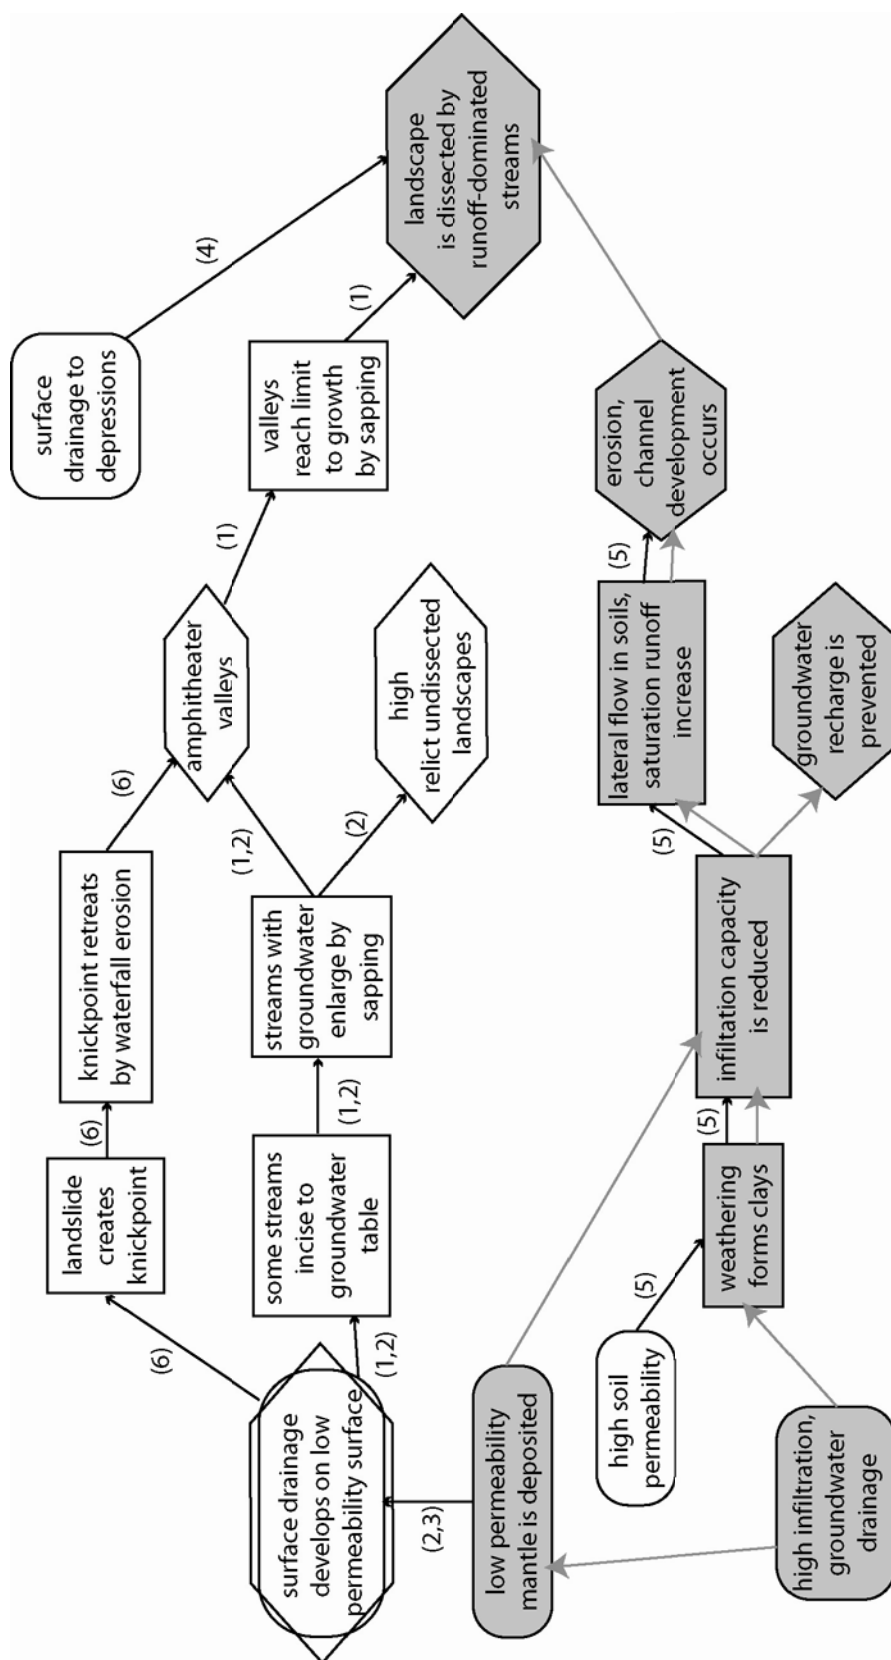 surface
drainage to
depressions
(4)
landscape
is dissected by
runoff-dominated
streams
valleys
reach limit
to growth
by sapping
(1)
(1)
amphitheater
valleys
high
relict undissected
landscapes
(6)
(1,2)
(2)
knickpoint retreats
by waterfall erosion
streams with
groundwater
enlarge by
sapping
(6)
(1,2)
landslide
creates
knickpoint
some streams
incise to
groundwater
table
(6)
(1,2)
surface drainage
develops on low
permeability surface
(2,3)
low permeability
mantle is deposited
high soil
permeability
(5)
high infiltration,
groundwater
drainage
weathering
forms clays
(5)
infiltation capacity
is reduced
(5)
lateral flow in soils,
saturation runoff
increase
(5)
groundwater
recharge is
prevented
erosion,
channel
development
occurs